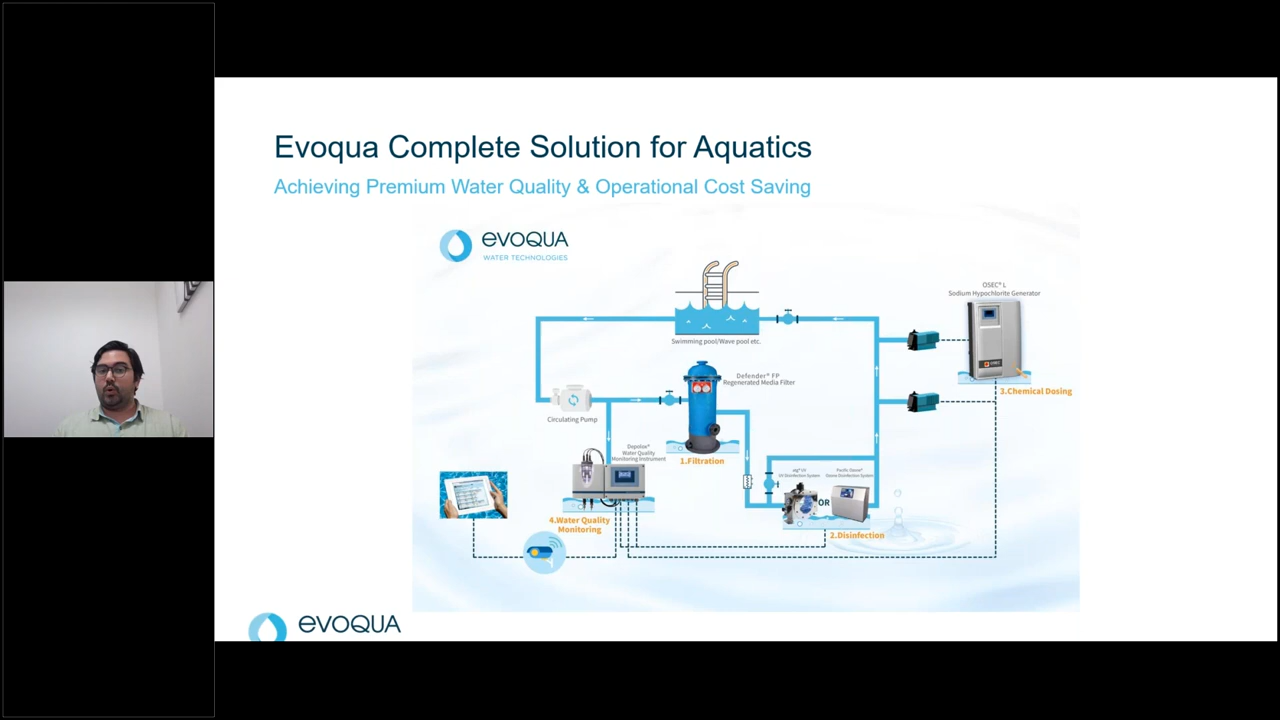 Evoqua Complete Solution for Aquatics
Achieving Premium Water Quality & Operational Cost Saving
evoqua
WATER TECHNOLOGIES
OSEC® L
Sodium Hypochlorite Generator
Swimming pool/Wave pool etc.
Defender® FP
Regenerated Media Filter
3.Chemical Dosing
Circulating Pump
Depolox®
Water Quality
Monitoring Instrument
1.Filtration
UV Disinfection System
Pacific Ozone®
Ozone Disinfection System
OR
4.Water Quality
Monitoring
2.Disinfection
evoqua